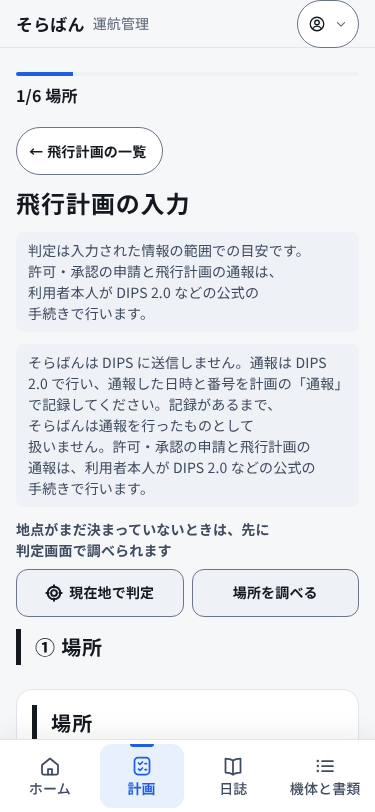 そらばん 運航管理
1/6 場所
← 飛行計画の一覧
飛行計画の入力
判定は入力された情報の範囲での目安です。
許可・承認の申請と飛行計画の通報は、
利用者本人が DIPS 2.0 などの公式の
手続きで行います。
そらばんは DIPS に送信しません。通報は DIPS
2.0 で行い、通報した日時と番号を計画の「通報」
で記録してください。記録があるまで、
そらばんは通報を行ったものとして
扱いません。許可・承認の申請と飛行計画の
通報は、利用者本人が DIPS 2.0 などの公式の
手続きで行います。
地点がまだ決まっていないときは、先に
判定画面で調べられます
現在地で判定 場所を調べる
① 場所
場所
ホーム 計画 日誌 機体と書類